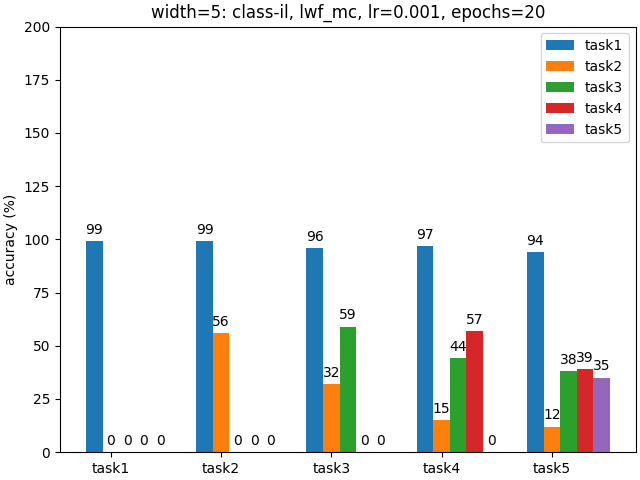 width=5: class-il, lwf_mc, lr=0.001, epochs=20
200
175
150
125
100
75
50
25
0
accuracy (%)
task1
task2
task3
task4
task5
99 0 0 0 0
99 56 0 0 0
96 32 59 0 0
97 15 44 57 0
94 12 38 39 35
task1 task2 task3 task4 task5